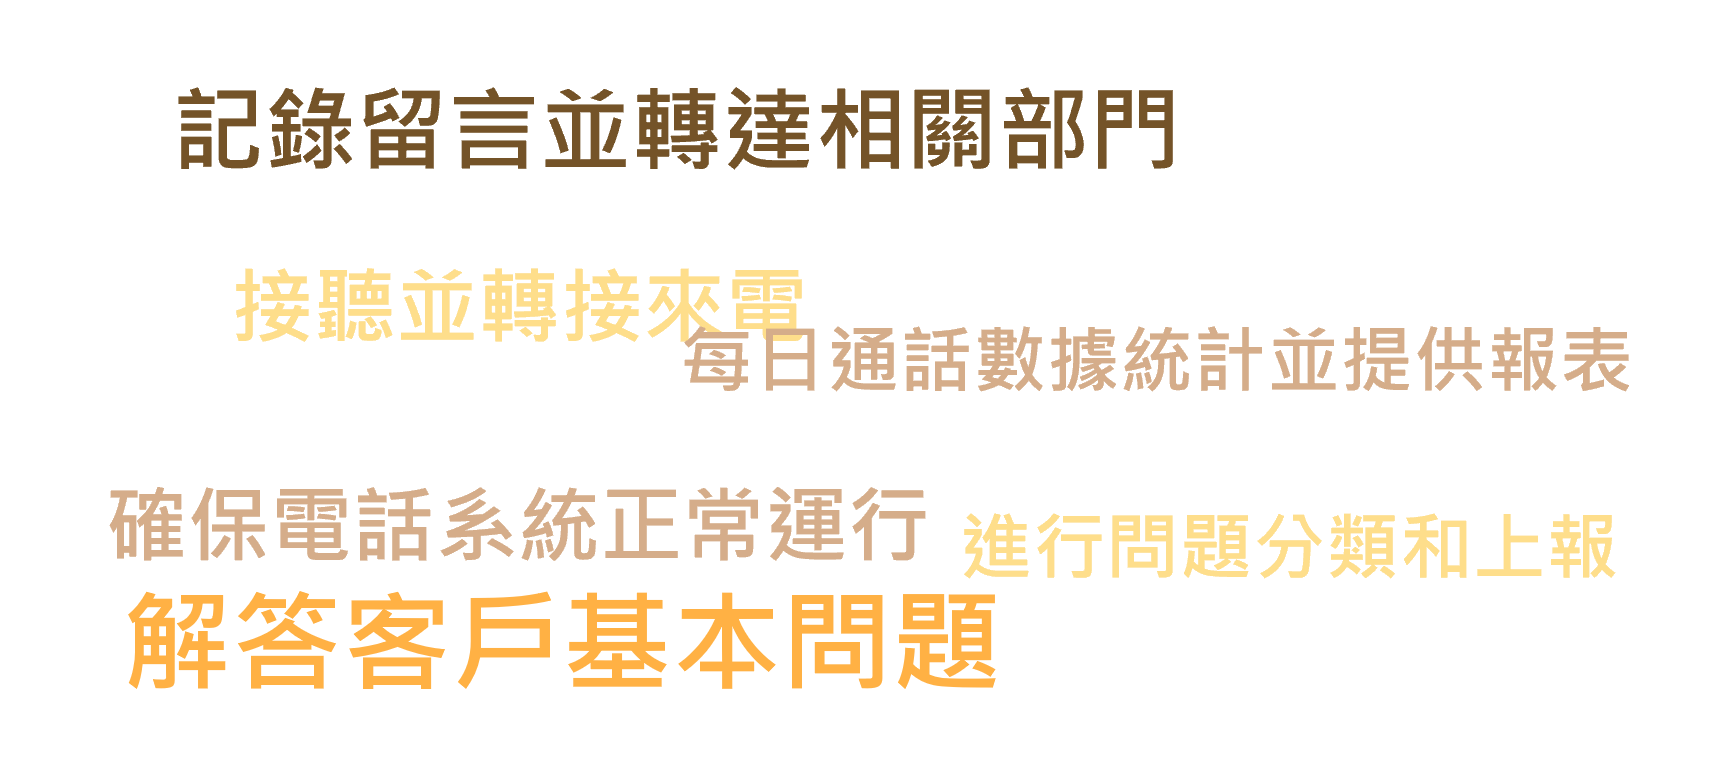 記錄留言並轉達相關部門
接聽並轉接來電
每日通話數據統計並提供報表
確保電話系統正常運行
進行問題分類和上報
解答客戶基本問題